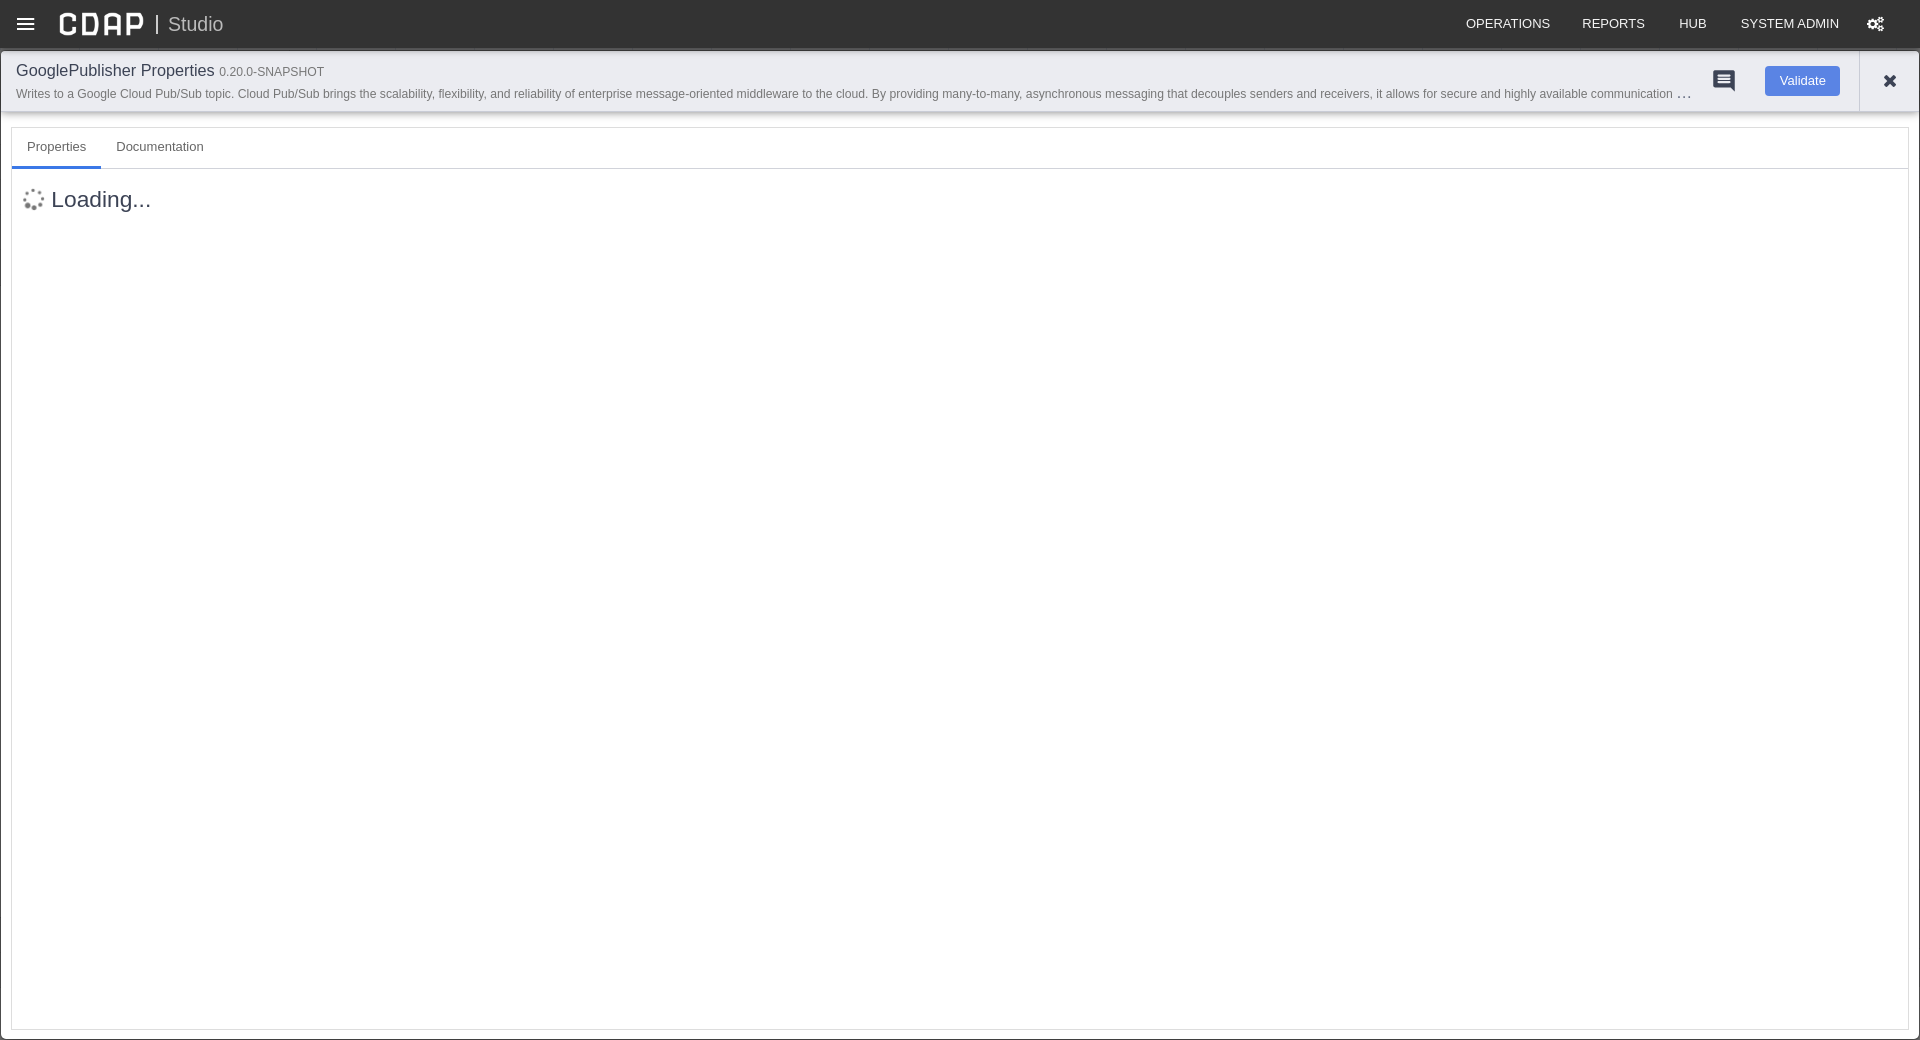 CDAP | Studio OPERATIONS REPORTS HUB SYSTEM ADMIN
GooglePublisher Properties 0.20.0-SNAPSHOT
Writes to a Google Cloud Pub/Sub topic. Cloud Pub/Sub brings the scalability, flexibility, and reliability of enterprise message-oriented middleware to the cloud. By providing many-to-many, asynchronous messaging that decouples senders and receivers, it allows for secure and highly available communication ...
Validate
Properties Documentation
Loading...